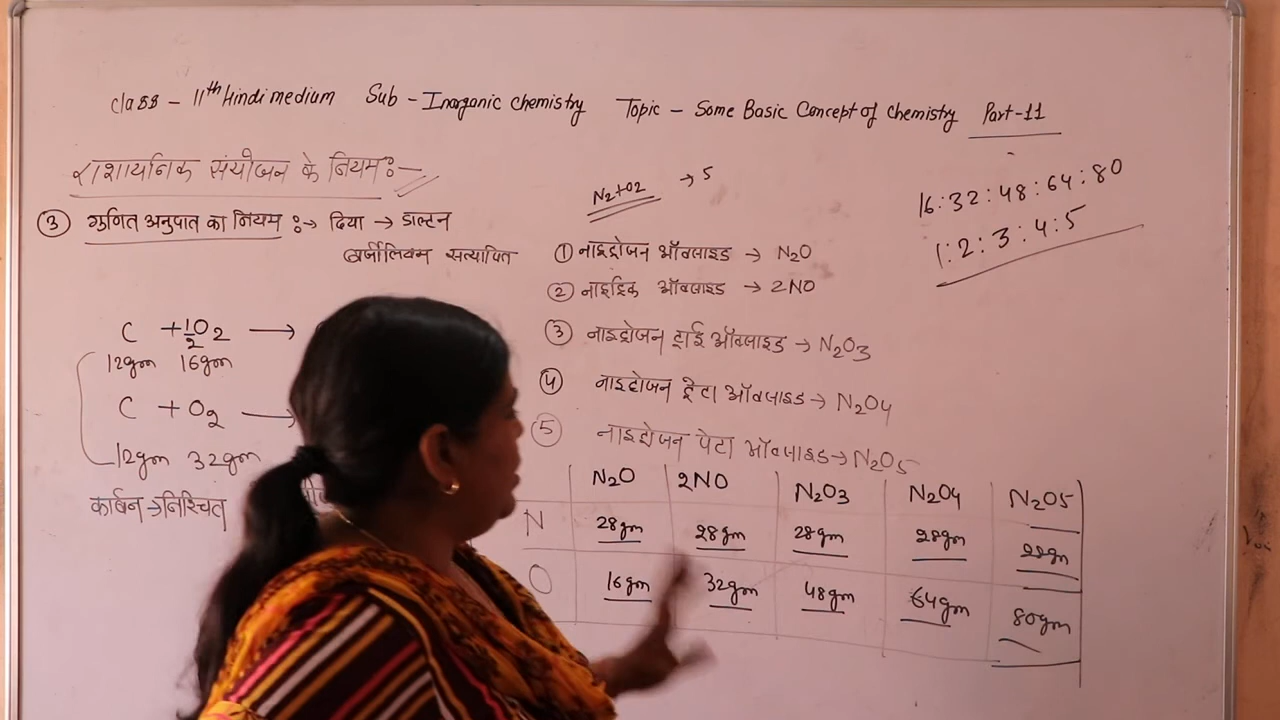 Class - 11th Hindi medium Sub - Inorganic Chemistry Topic - Some Basic Concept of Chemistry Part-11
राशार्यानिक संयोजन के नियम:-
③ गुणित अनुपात का नियम :→ दिया → डाल्टन
बर्जीलियम सत्यापित
C + 1/2 O2 →
12gm 16gm
C + O2 →
12gm 32gm
कार्बन → निश्चित
N2+O2 → 5
① नाइट्रोजन ऑक्साइड → N2O
② नाइट्रिक ऑक्साइड → 2NO
③ नाइट्रोजन ट्राई ऑक्साइड → N2O3
④ नाइट्रोजन टेटा ऑक्साइड → N2O4
⑤ नाइट्रोजन पेटा ऑक्साइड → N2O5
N2O 2NO N2O3 N2O4 N2O5
N 28gm 28gm 28gm 28gm 28gm
O 16gm 32gm 48gm 64gm 80gm
16:32:48:64:80
1:2:3:4:5